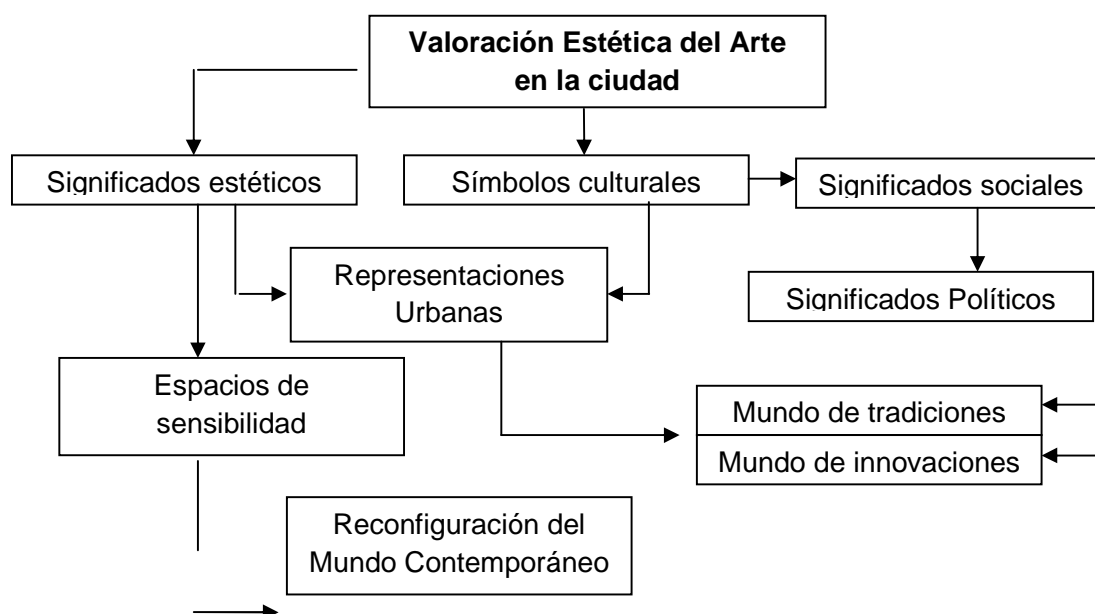 Valoración Estética del Arte
en la ciudad
Significados estéticos
Símbolos culturales
Significados sociales
Representaciones
Urbanas
Significados Políticos
Espacios de
sensibilidad
Mundo de tradiciones
Mundo de innovaciones
Reconfiguración del
Mundo Contemporáneo